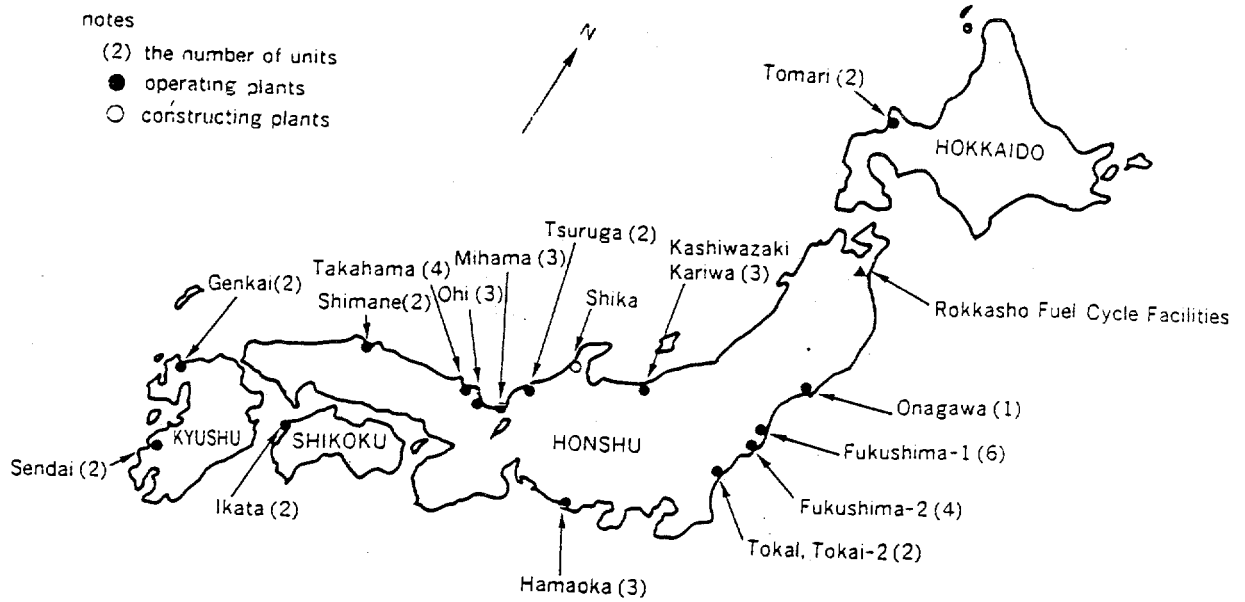 notes
(2) the number of units
operating plants
constructing plants
N
Tomari (2)
HOKKAIDO
Tsuruga (2)
Mihama (3)
Kashiwazaki
Kariwa (3)
Takahama (4)
Genkai (2)
Ohi (3)
Shimane (2)
Shika
Rokkasho Fuel Cycle Facilities
Onagawa (1)
KYUSHU
SHIKOKU
HONSHU
Fukushima-1 (6)
Sendai (2)
Ikata (2)
Fukushima-2 (4)
Tokal, Tokai-2 (2)
Hamaoka (3)